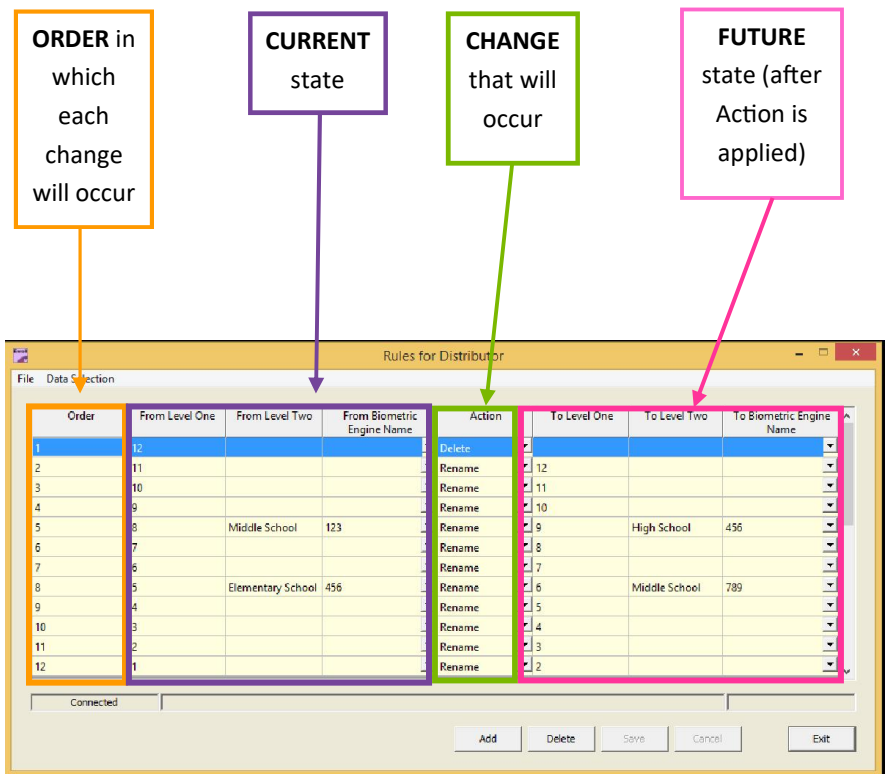 ORDER in
which
each
change
will occur
CURRENT
state
CHANGE
that will
occur
FUTURE
state (after
Action is
applied)
Rules for Distributor
File Data Selection
Order From Level One From Level Two From Biometric Engine Name Action To Level One To Level Two To Biometric Engine Name
1 12 Delete
2 11 Rename 12
3 10 Rename 11
4 9 Rename 10
5 8 Middle School 123 Rename 9 High School 456
6 7 Rename 8
7 6 Rename 7
8 5 Elementary School 456 Rename 6 Middle School 789
9 4 Rename 5
10 3 Rename 4
11 2 Rename 3
12 1 Rename 2
Connected
Add Delete Save Cancel Exit